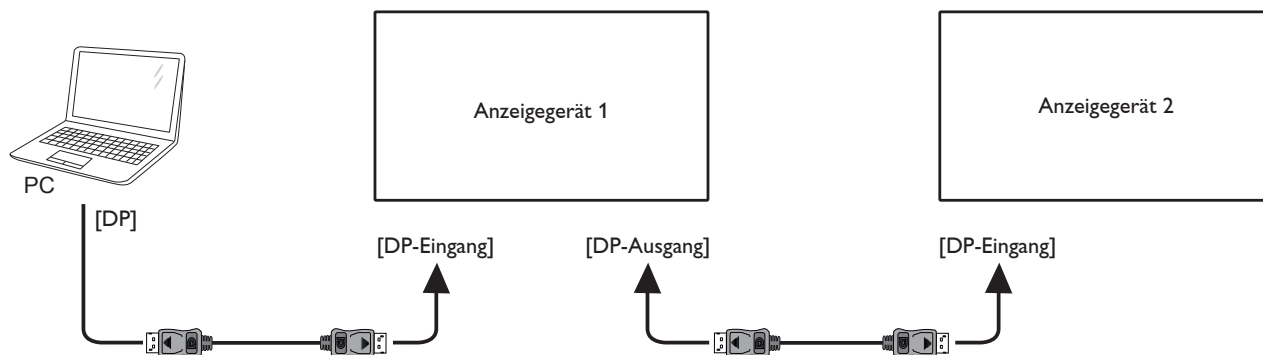 Anzeigegerät 1
Anzeigegerät 2
PC
[DP]
[DP-Eingang]
[DP-Ausgang]
[DP-Eingang]